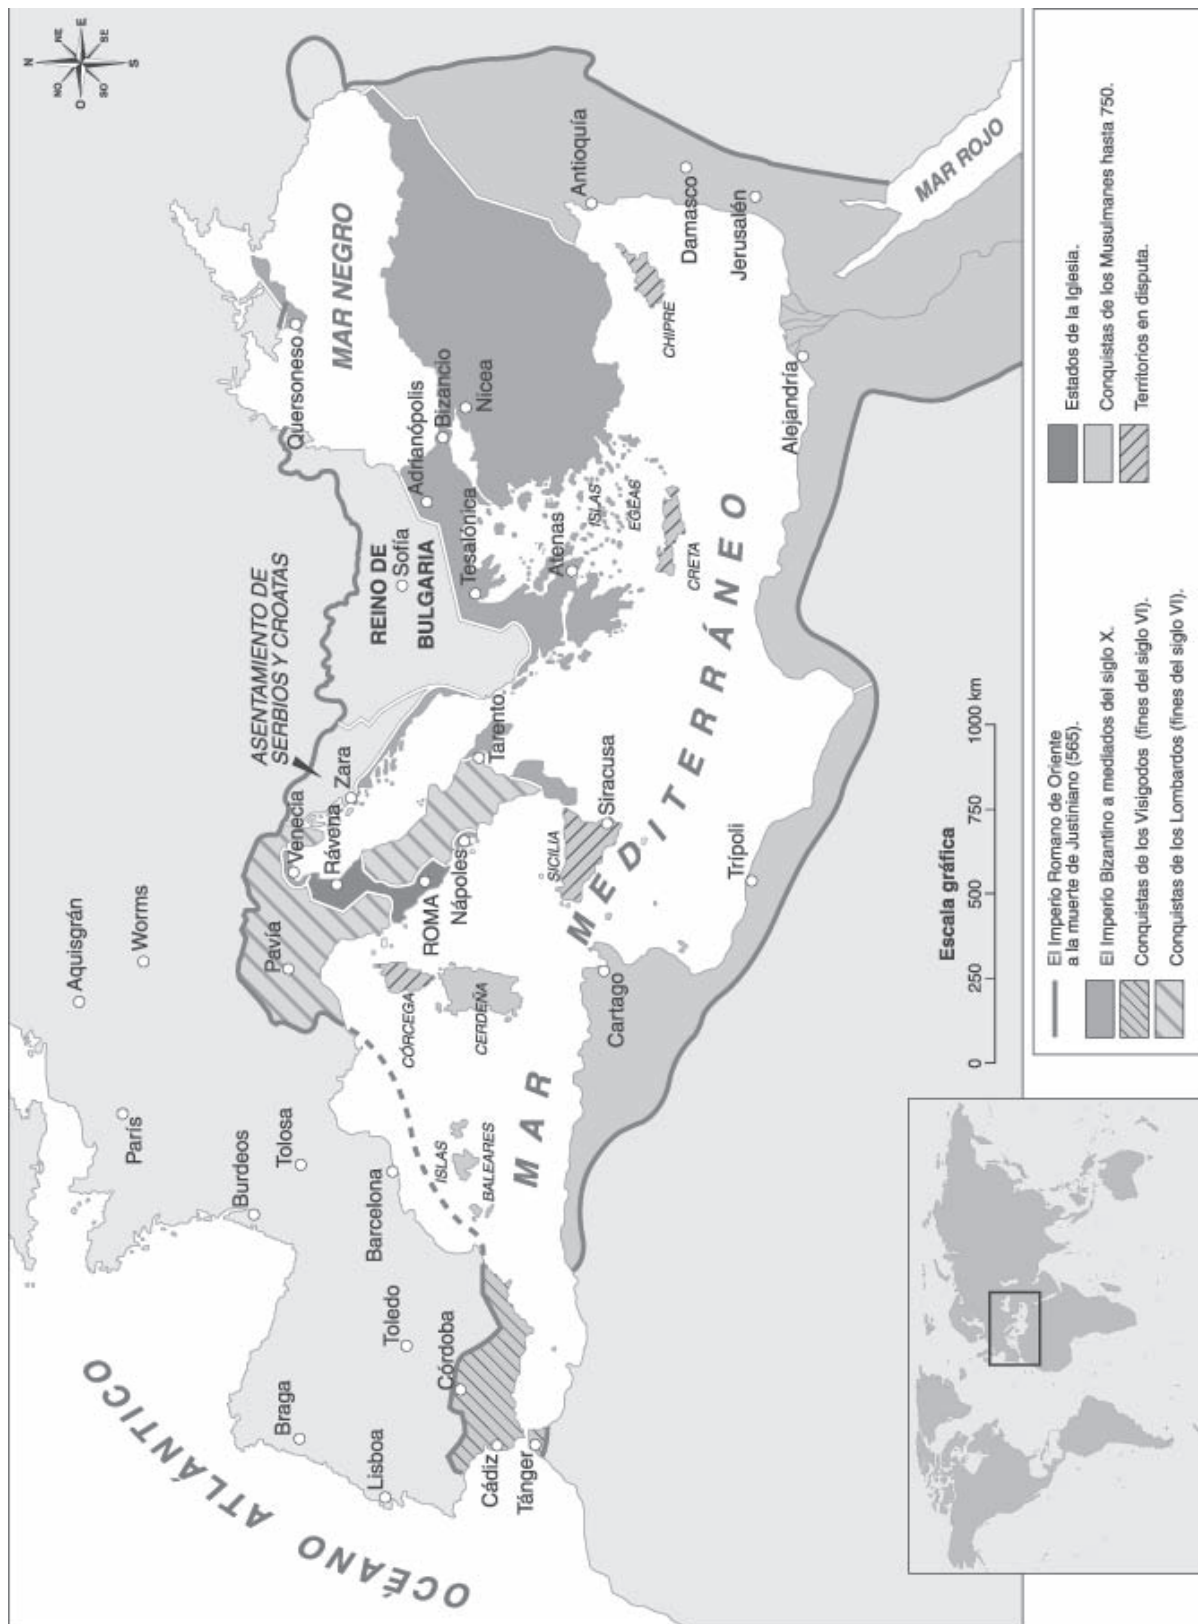 N
NE
E
SE
S
SO
O
NO
OCÉANO ATLÁNTICO
Aquisgrán
Worms
París
Burdeos
Tolosa
Braga
Lisboa
Toledo
Barcelona
Córdoba
Cádiz
Tánger
ISLAS
BALEARES
Pavía
Venecia
Rávena
Zara
ASENTAMIENTO DE
SERBIOS Y CROATAS
CÓRCEGA
CERDEÑA
ROMA
Nápoles
Tarento
SICILIA
Siracusa
Cartago
Trípoli
MAR MEDITERRÁNEO
REINO DE
BULGARIA
Sofía
Quersoneso
MAR NEGRO
Adrianópolis
Bizancio
Nicea
Tesalónica
Atenas
ISLAS
EGEAS
CRETA
CHIPRE
Antioquía
Damasco
Jerusalén
Alejandría
MAR ROJO
Escala gráfica
0 250 500 750 1000 km
El Imperio Romano de Oriente
a la muerte de Justiniano (565).
El Imperio Bizantino a mediados del siglo X.
Conquistas de los Visigodos (fines del siglo VI).
Conquistas de los Lombardos (fines del siglo VI).
Estados de la Iglesia.
Conquistas de los Musulmanes hasta 750.
Territorios en disputa.